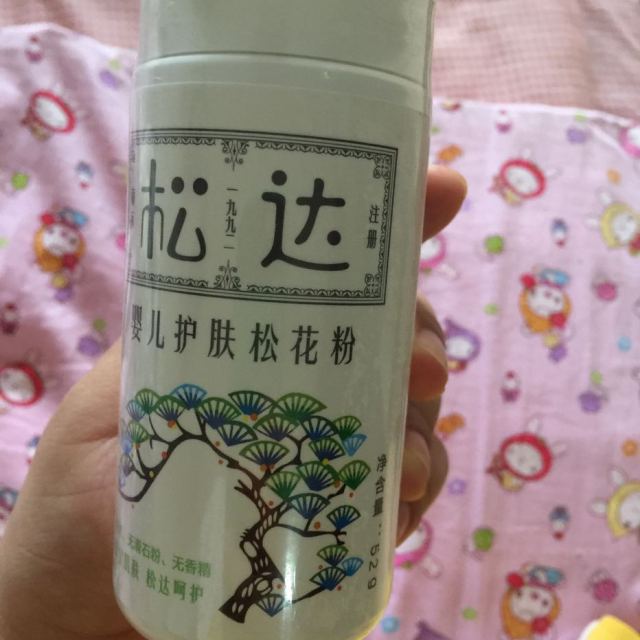 松达
一九九一
注册
婴儿护肤松花粉
净含量：52g
无滑石粉、无香精
松达呵护